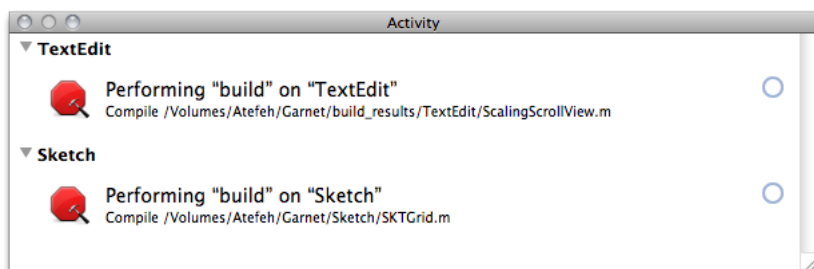 Activity
TextEdit
Performing “build” on “TextEdit”
Compile /Volumes/Atefeh/Garnet/build_results/TextEdit/ScalingScrollView.m
Sketch
Performing “build” on “Sketch”
Compile /Volumes/Atefeh/Garnet/Sketch/SKTGrid.m